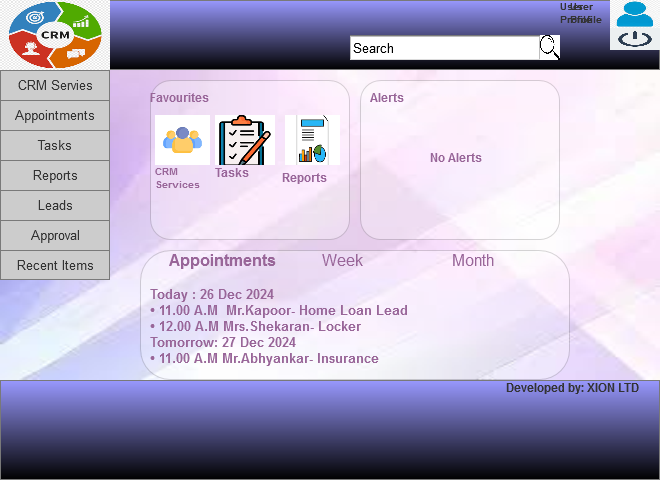 CRM
User
Profile
Search
CRM Servies
Appointments
Tasks
Reports
Leads
Approval
Recent Items
Favourites
CRM
Services
Tasks
Reports
Alerts
No Alerts
Appointments Week Month
Today : 26 Dec 2024
• 11.00 A.M  Mr.Kapoor- Home Loan Lead
• 12.00 A.M Mrs.Shekaran- Locker
Tomorrow: 27 Dec 2024
• 11.00 A.M Mr.Abhyankar- Insurance
Developed by: XION LTD